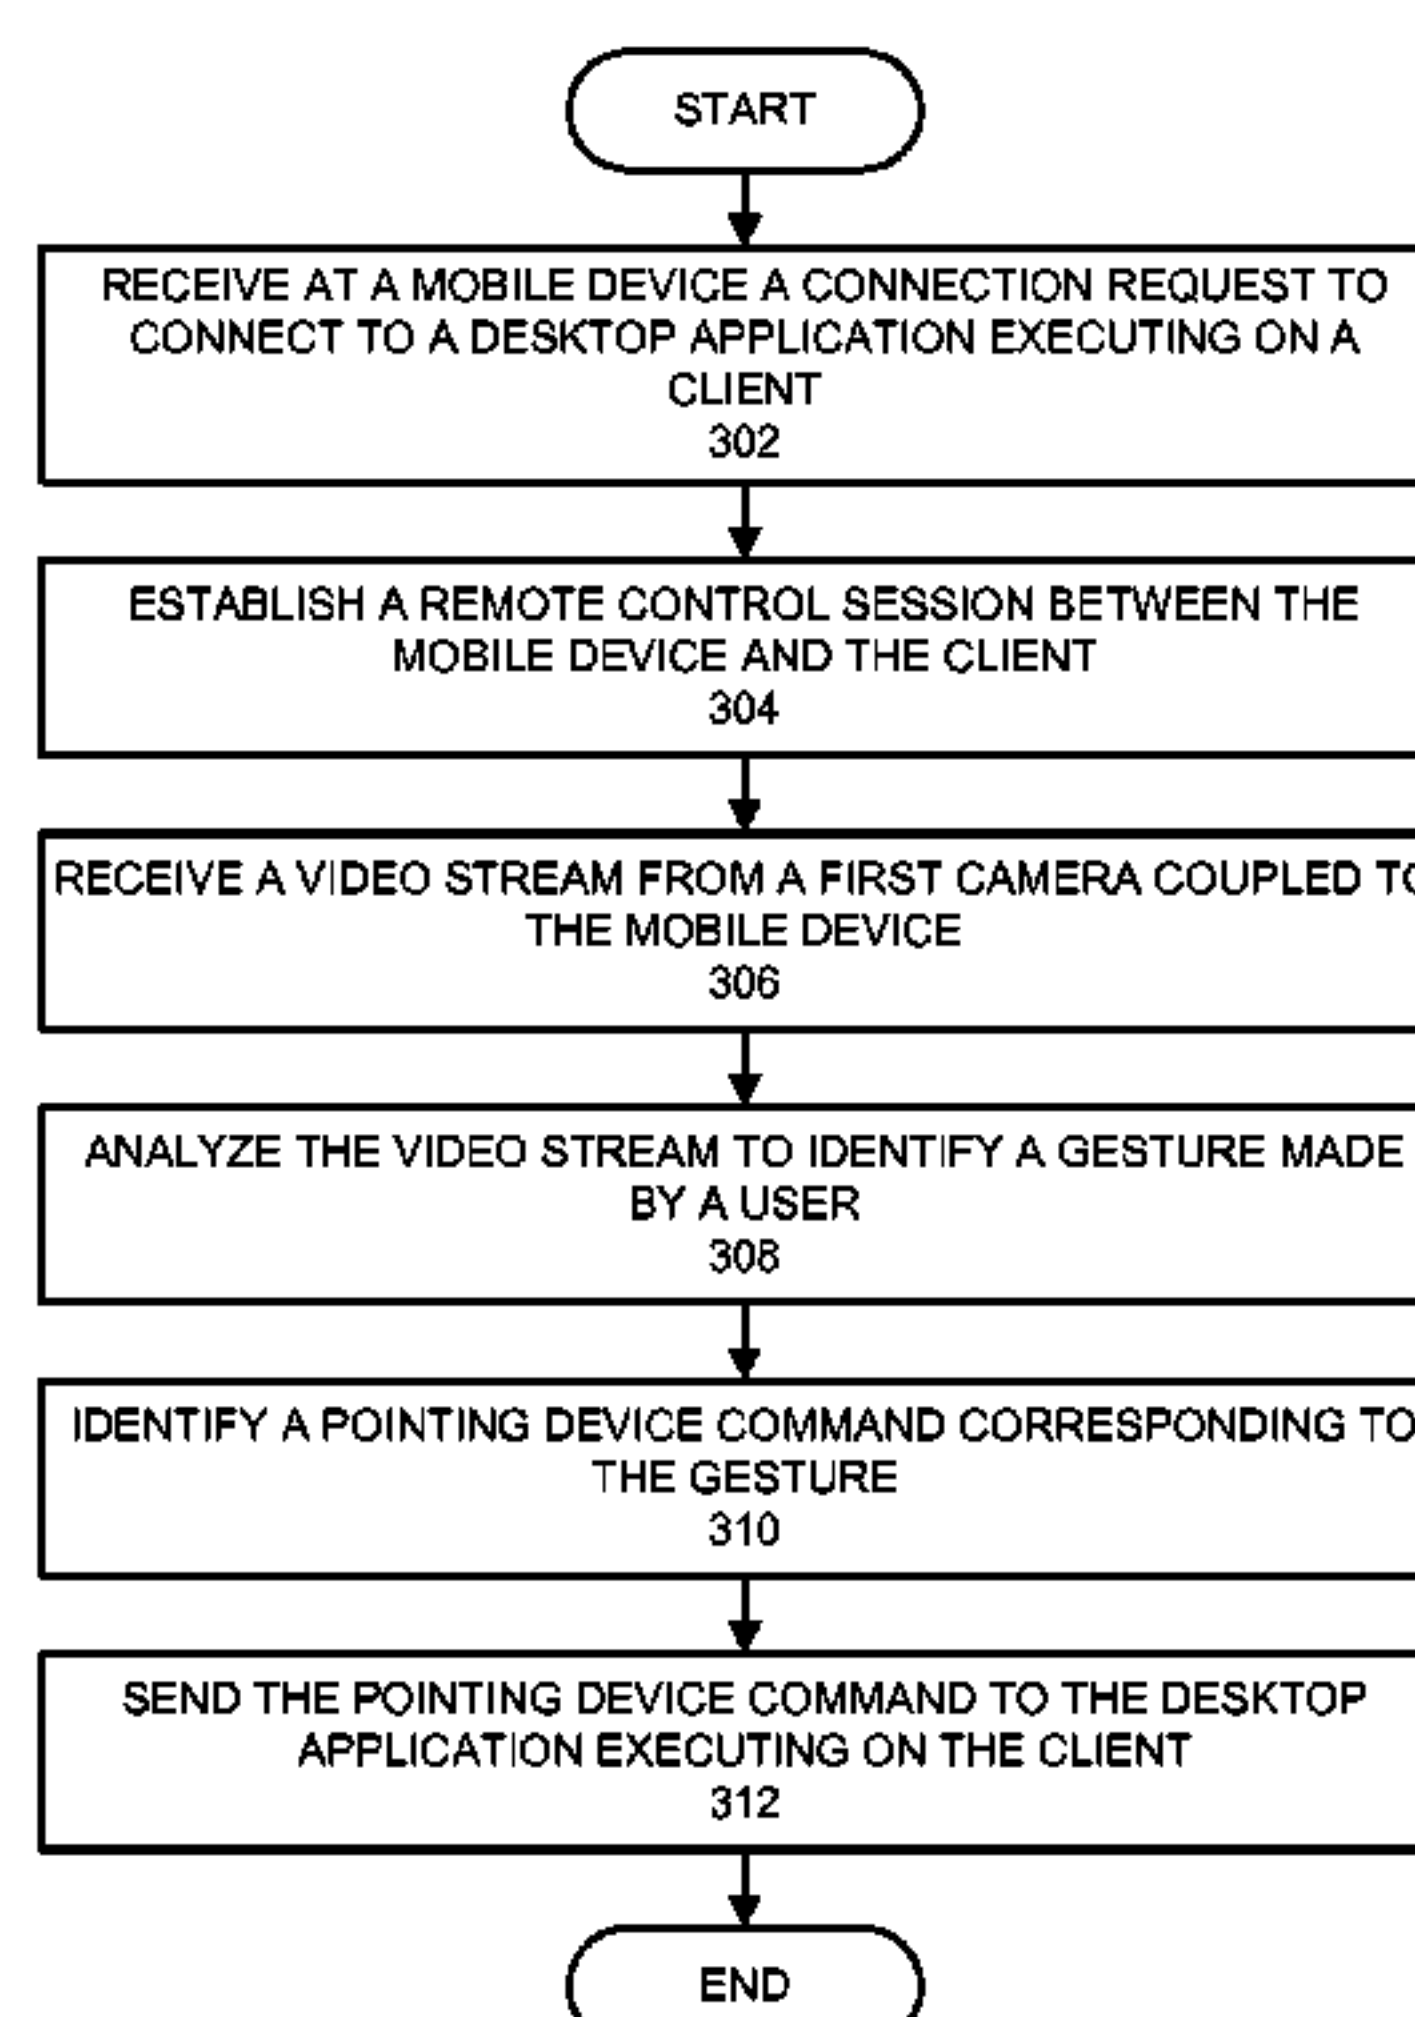 START
RECEIVE AT A MOBILE DEVICE A CONNECTION REQUEST TO
CONNECT TO A DESKTOP APPLICATION EXECUTING ON A
CLIENT
302
ESTABLISH A REMOTE CONTROL SESSION BETWEEN THE
MOBILE DEVICE AND THE CLIENT
304
RECEIVE A VIDEO STREAM FROM A FIRST CAMERA COUPLED TO
THE MOBILE DEVICE
306
ANALYZE THE VIDEO STREAM TO IDENTIFY A GESTURE MADE
BY A USER
308
IDENTIFY A POINTING DEVICE COMMAND CORRESPONDING TO
THE GESTURE
310
SEND THE POINTING DEVICE COMMAND TO THE DESKTOP
APPLICATION EXECUTING ON THE CLIENT
312
END